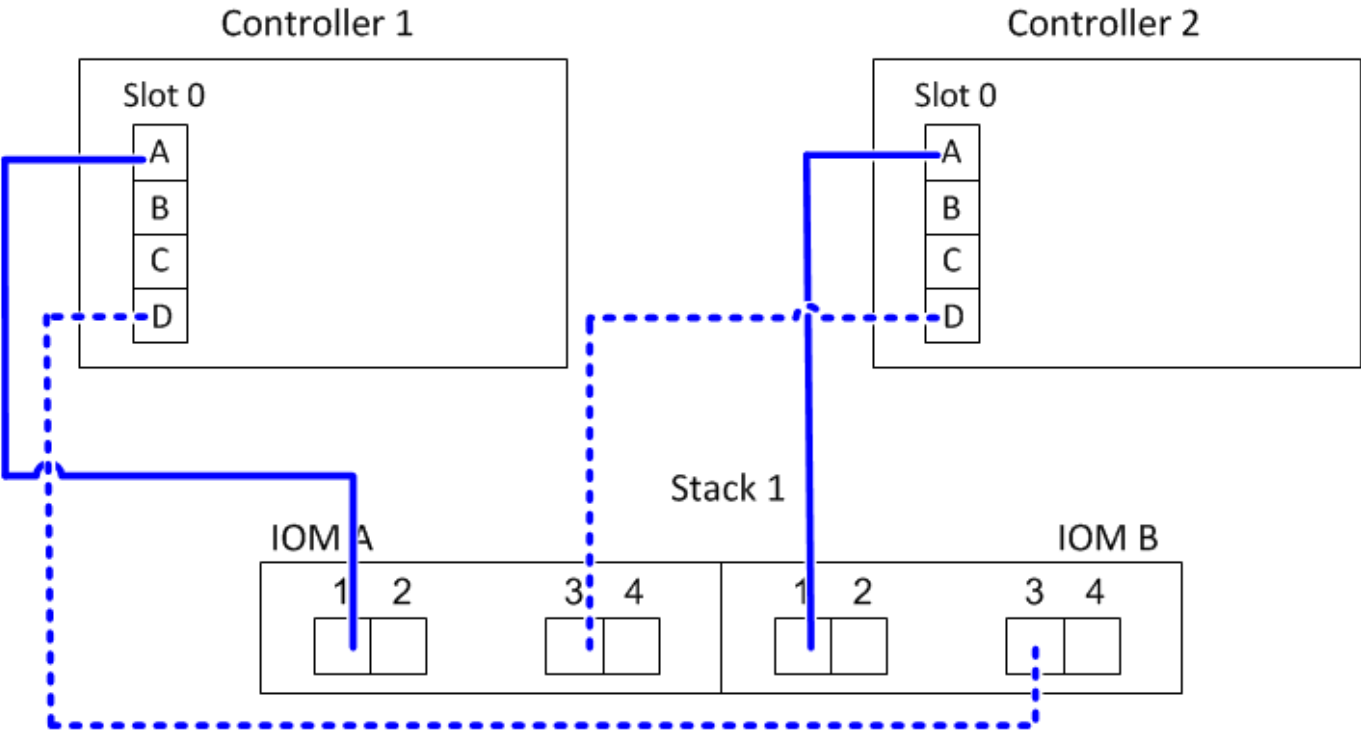 Controller 1
Controller 2
Slot 0
Slot 0
A
A
B
B
C
C
D
D
Stack 1
IOM A
IOM B
1 2 3 4 1 2 3 4